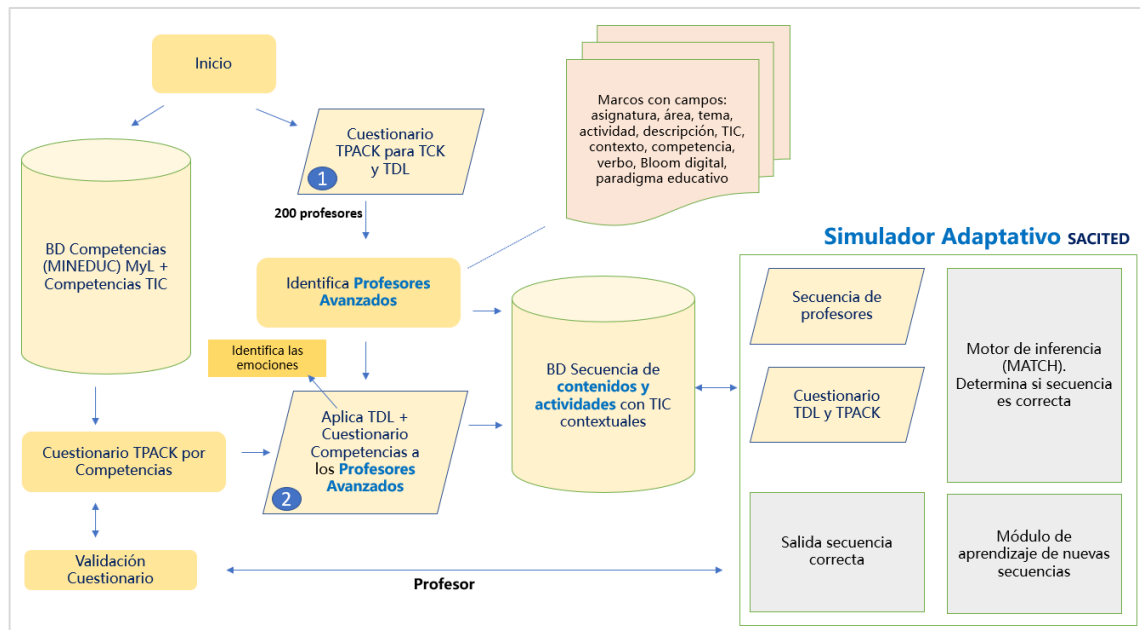 Inicio
Cuestionario
TPACK para TCK
y TDL
1
200 profesores
Marcos con campos:
asignatura, área, tema,
actividad, descripción, TIC,
contexto, competencia,
verbo, Bloom digital,
paradigma educativo
BD Competencias
(MINEDUC) MyL +
Competencias TIC
Identifica Profesores
Avanzados
Identifica las
emociones
Aplica TDL +
Cuestionario
Competencias a
los Profesores
Avanzados
2
BD Secuencia de
contenidos y
actividades con TIC
contextuales
Cuestionario TPACK por
Competencias
Validación
Cuestionario
Profesor
Simulador Adaptativo SACITED
Secuencia de
profesores
Cuestionario
TDL y TPACK
Motor de inferencia
(MATCH).
Determina si secuencia
es correcta
Salida secuencia
correcta
Módulo de
aprendizaje de nuevas
secuencias